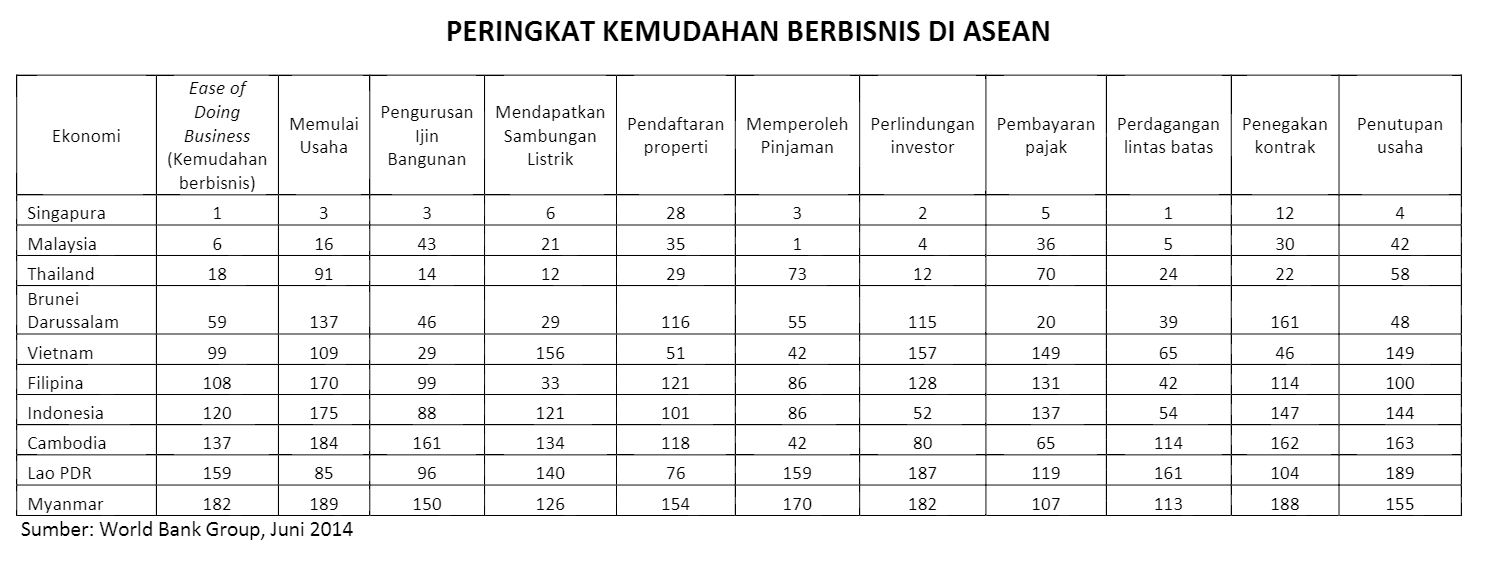 PERINGKAT KEMUDAHAN BERBISNIS DI ASEAN
Ekonomi
Ease of
Doing
Business
(Kemudahan
berbisnis)
Memulai
Usaha
Pengurusan
Ijin
Bangunan
Mendapatkan
Sambungan
Listrik
Pendaftaran
properti
Memperoleh
Pinjaman
Perlindungan
investor
Pembayaran
pajak
Perdagangan
lintas batas
Penegakan
kontrak
Penutupan
usaha
Singapura 1 3 3 6 28 3 2 5 1 12 4
Malaysia 6 16 43 21 35 1 4 36 5 30 42
Thailand 18 91 14 12 29 73 12 70 24 22 58
Brunei
Darussalam 59 137 46 29 116 55 115 20 39 161 48
Vietnam 99 109 29 156 51 42 157 149 65 46 149
Filipina 108 170 99 33 121 86 128 131 42 114 100
Indonesia 120 175 88 121 101 86 52 137 54 147 144
Cambodia 137 184 161 134 118 42 80 65 114 162 163
Lao PDR 159 85 96 140 76 159 187 119 161 104 189
Myanmar 182 189 150 126 154 170 182 107 113 188 155
Sumber: World Bank Group, Juni 2014